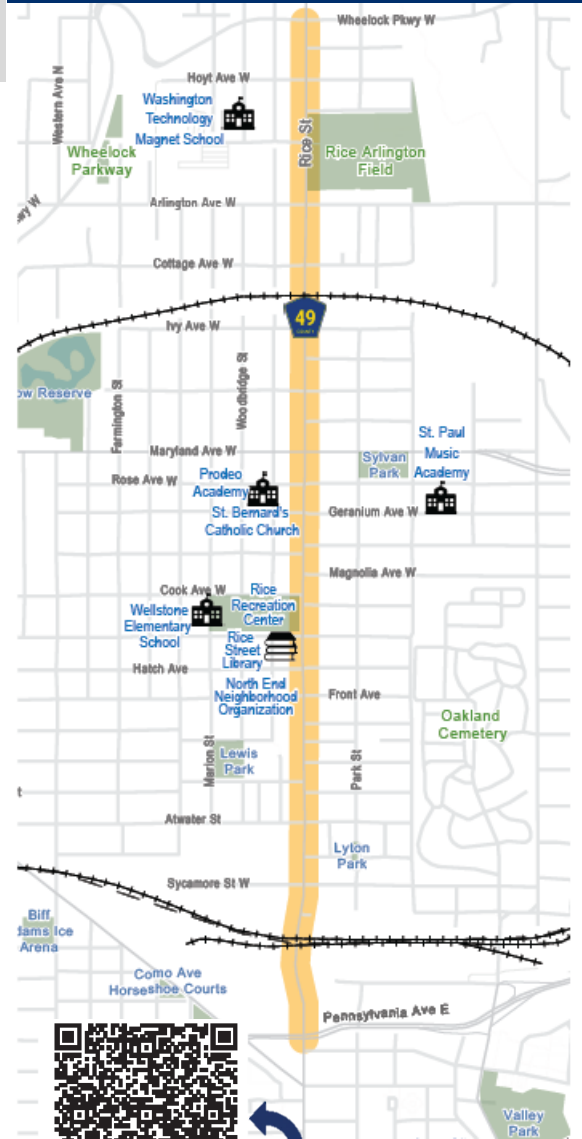 Wheelock Pkwy W
Western Ave N
Hoyt Ave W
Washington
Technology
Magnet School
Rice St
Wheelock
Parkway
Rice Arlington
Field
Arlington Ave W
Cottage Ave W
49
Ivy Ave W
ow Reserve
Farmington St
Woodbridge St
Maryland Ave W
Rose Ave W
Prodeo
Academy
St. Bernard's
Catholic Church
Sylvan
Park
St. Paul
Music
Academy
Geranium Ave W
Magnolia Ave W
Cook Ave W
Rice
Recreation
Center
Wellstone
Elementary
School
Rice
Street
Library
Hatch Ave
North End
Neighborhood
Organization
Front Ave
Oakland
Cemetery
Marion St
Lewis
Park
Park St
Atwater St
Lyton
Park
Sycamore St W
Biff
dams Ice
Arena
Como Ave
Horseshoe Courts
Pennsylvania Ave E
Valley
Park